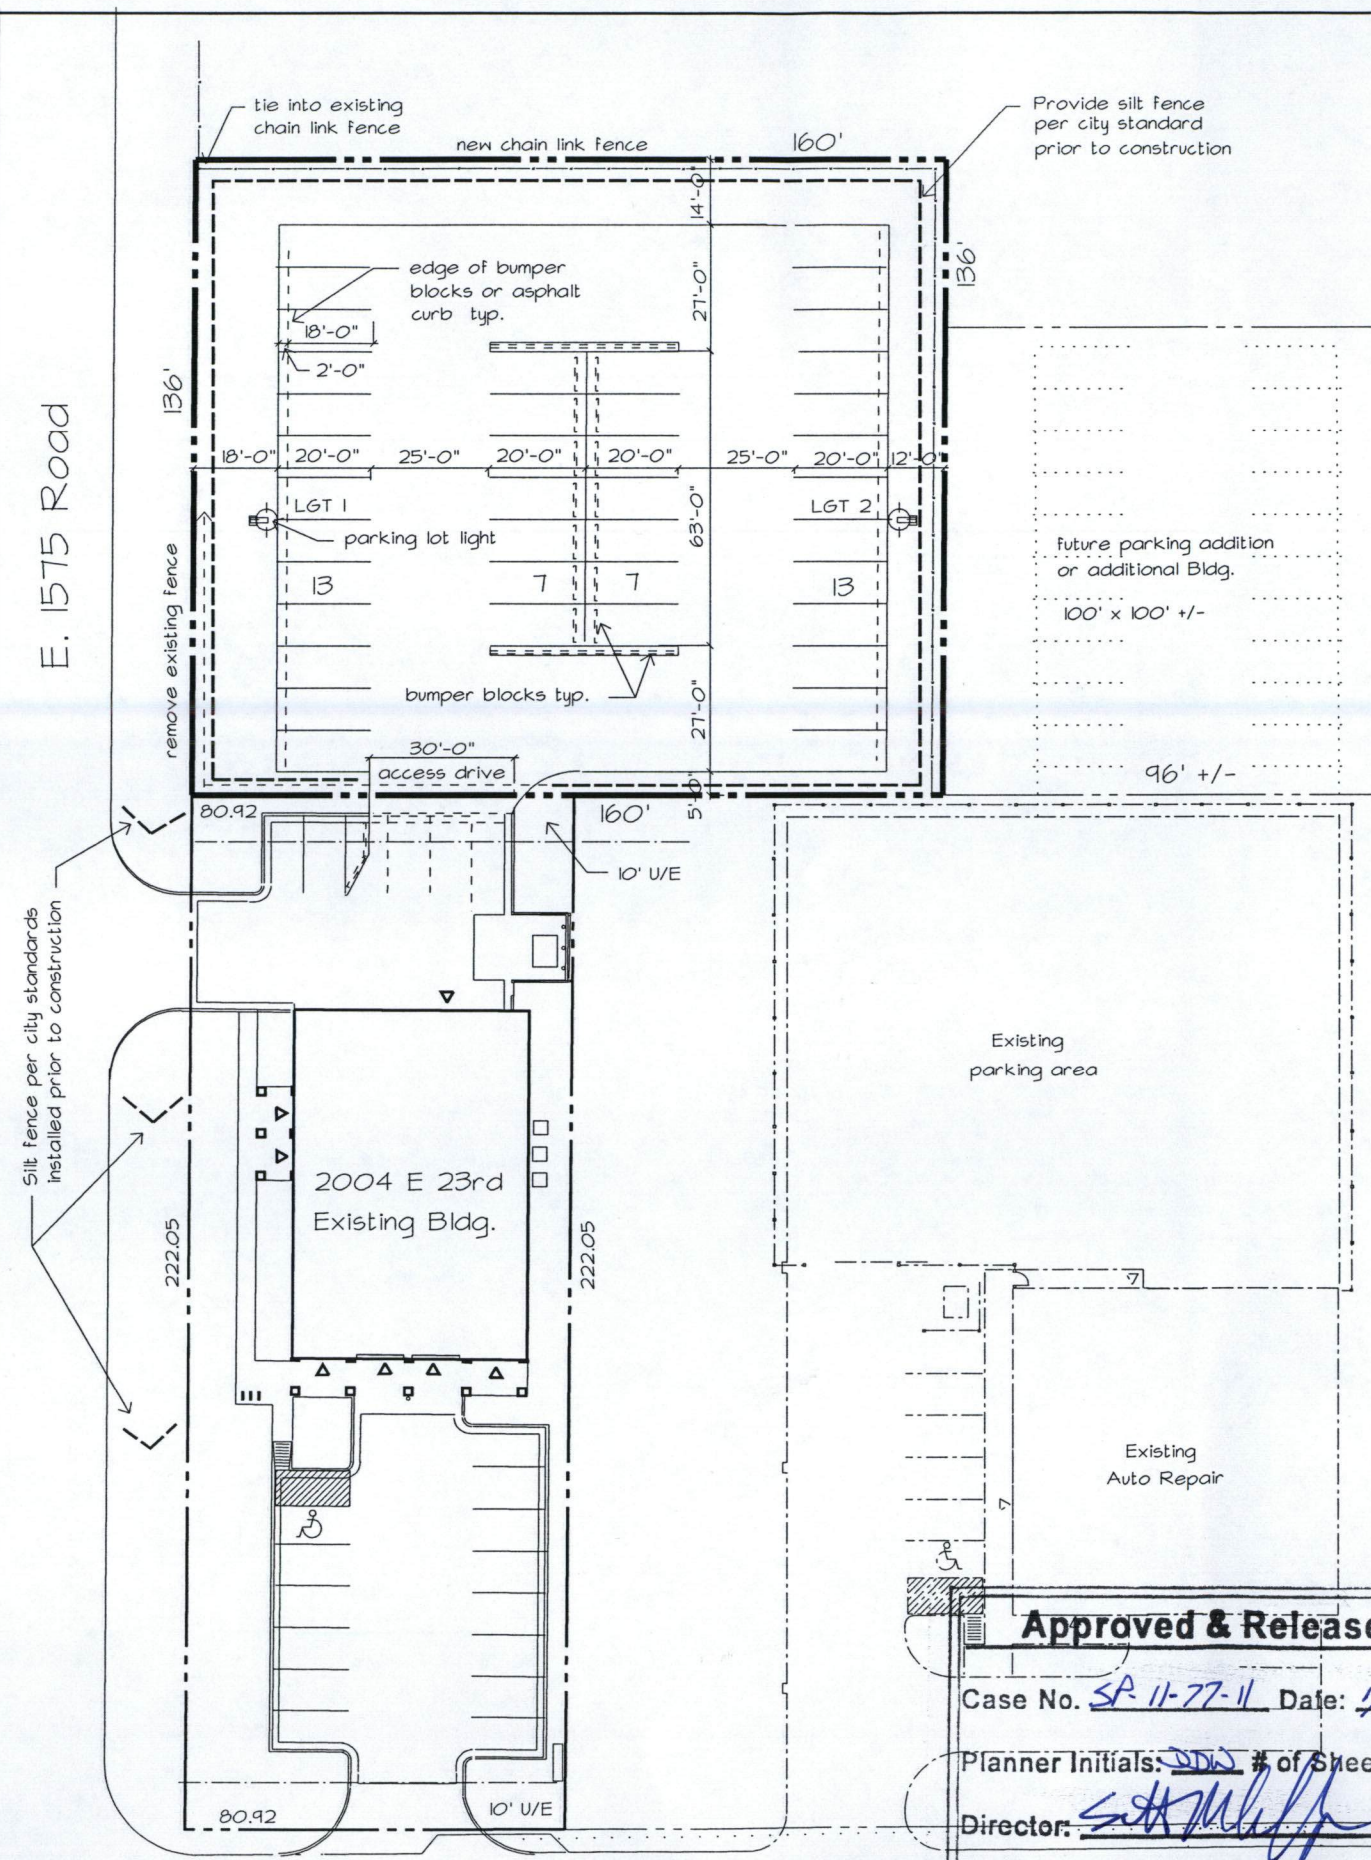 tie into existing
chain link fence
new chain link fence
160'
Provide silt fence
per city standard
prior to construction
14'-0"
136'
edge of bumper
blocks or asphalt
curb typ.
27'-0"
18'-0"
2'-0"
136'
E. 1575 Road
18'-0"
20'-0"
25'-0"
20'-0"
20'-0"
25'-0"
20'-0"
12'-0"
LGT 1
LGT 2
parking lot light
63'-0"
future parking addition
or additional Bldg.
100' x 100' +/-
remove existing fence
13
7
7
13
bumper blocks typ.
27'-0"
30'-0"
access drive
96' +/-
80.92
160'
5'-0"
10' U/E
Silt fence per city standards
installed prior to construction
Existing
parking area
2004 E 23rd
Existing Bldg.
222.05
222.05
Existing
Auto Repair
Approved & Release
Case No. SP-11-77-11 Date:
Planner Initials: DDW # of Shee
Director:
80.92
10' U/E